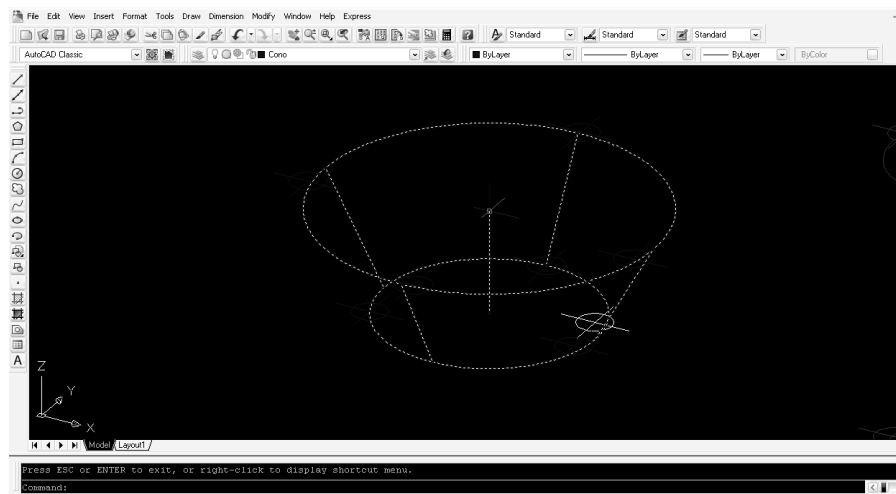 File Edit View Insert Format Tools Draw Dimension Modify Window Help Express
Standard Standard Standard
AutoCAD Classic Cono ByLayer ByLayer ByLayer ByColor
A
Z
Y
X
Model Layout1
Press ESC or ENTER to exit, or right-click to display shortcut menu.
Command: